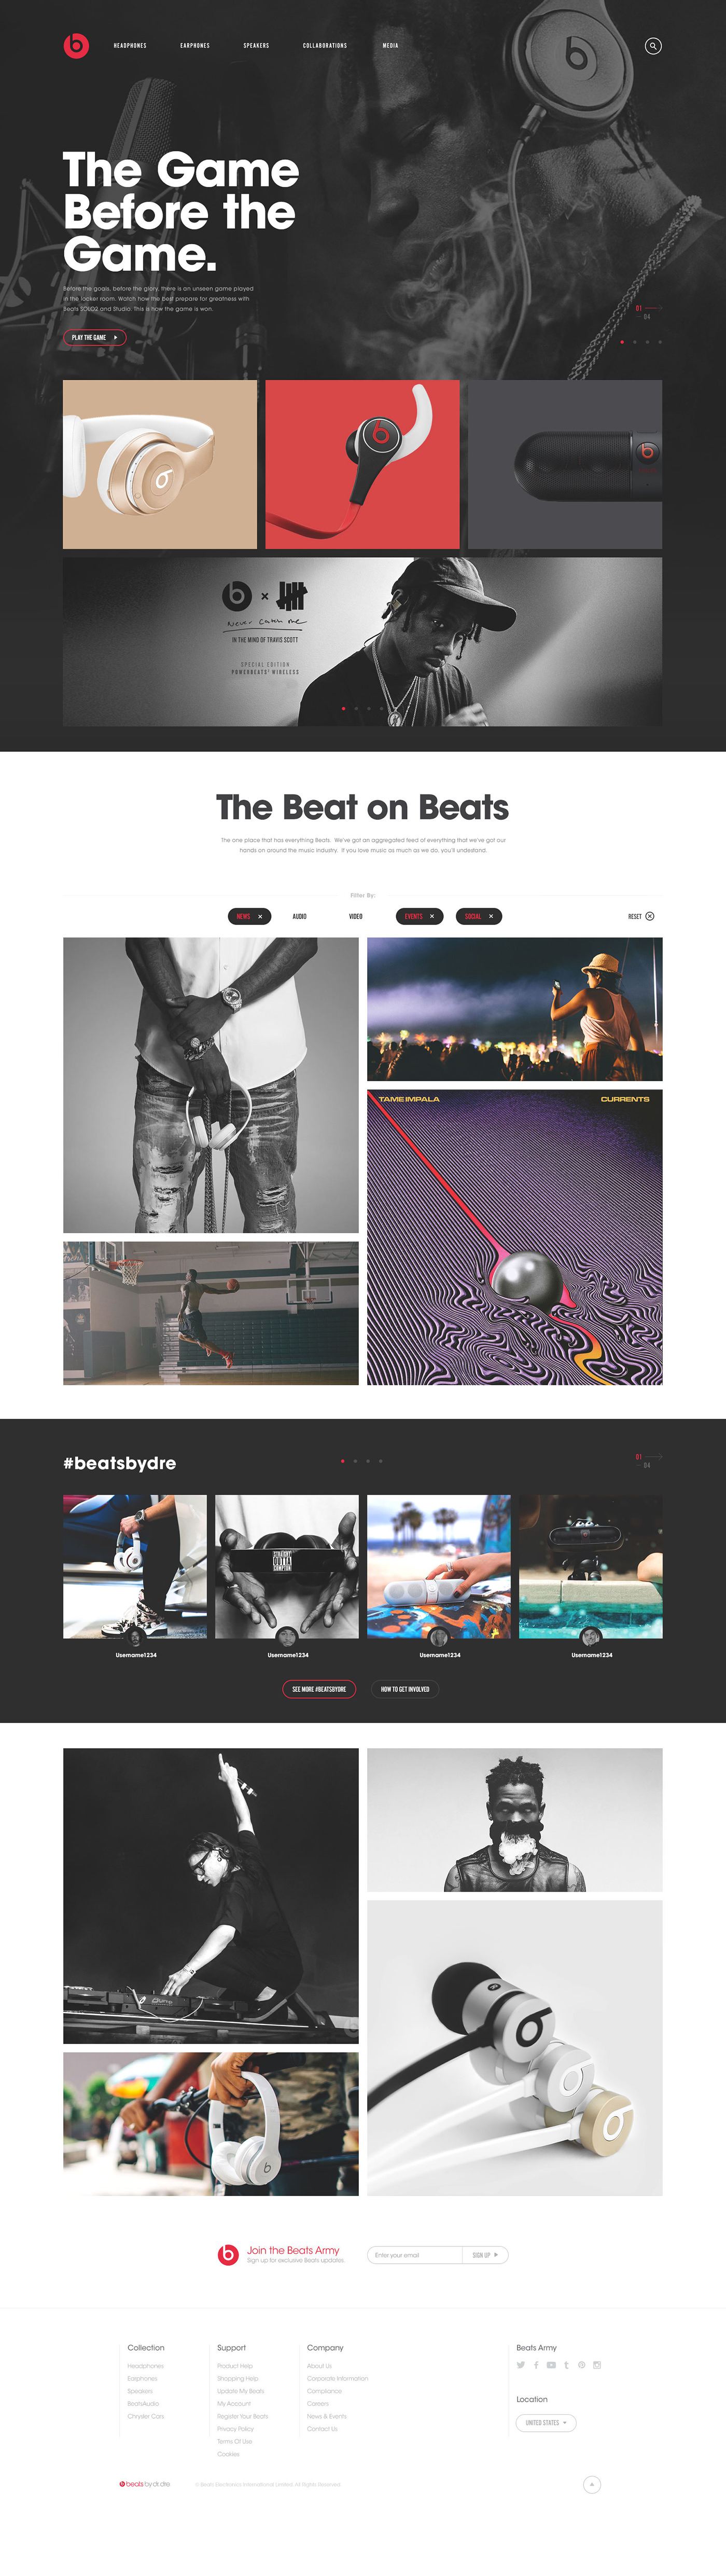 HEADPHONES
EARPHONES
SPEAKERS
COLLABORATIONS
MEDIA
The Game
Before the
Game.
Before the goals, before the glory, there is an unseen game played
in the locker room. Watch how the best prepare for greatness with
Beats SOLO2 and Studio. This is how the game is won.
01
04
PLAY THE GAME
b
×
Never Catch me
IN THE MIND OF TRAVIS SCOTT
SPECIAL EDITION
POWERBEATS² WIRELESS
The Beat on Beats
The one place that has everything Beats. We've got an aggregated feed of everything that we've got our
hands on around the music industry. If you love music as much as we do, you'll undestand.
Filter By:
NEWS ×
AUDIO
VIDEO
EVENTS ×
SOCIAL ×
RESET
TAME IMPALA
CURRENTS
#beatsbydre
01
04
STRAIGHT
OUTTA
COMPTON
Username1234
Username1234
Username1234
Username1234
SEE MORE #BEATSBYDRE
HOW TO GET INVOLVED
Join the Beats Army
Sign up for exclusive Beats updates.
Enter your email
SIGN UP
Collection
Headphones
Earphones
Speakers
BeatsAudio
Chrysler Cars
Support
Product Help
Shopping Help
Update My Beats
My Account
Register Your Beats
Privacy Policy
Terms Of Use
Cookies
Company
About Us
Corporate Information
Compliance
Careers
News & Events
Contact Us
Beats Army
Location
UNITED STATES
beats by dr. dre
© Beats Electronics International Limited. All Rights Reserved